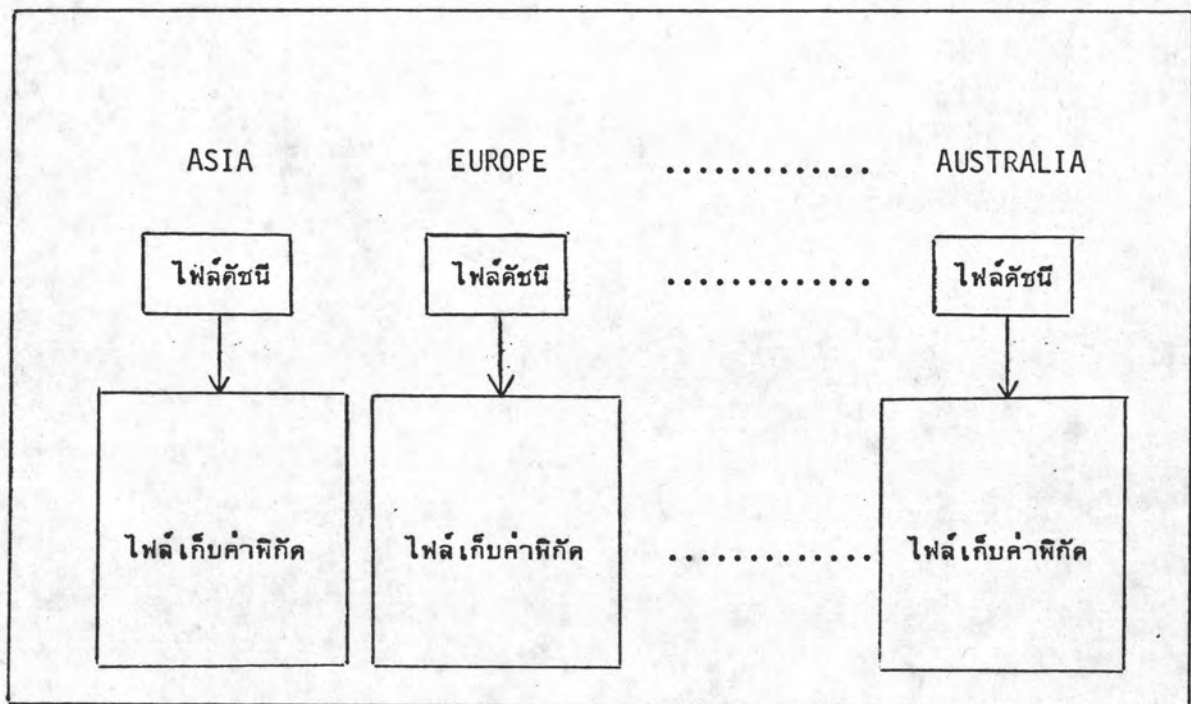 ASIA EUROPE ............. AUSTRALIA
ไฟล์ดัชนี ไฟล์ดัชนี ............. ไฟล์ดัชนี
ไฟล์เก็บค่าพิกัด ไฟล์เก็บค่าพิกัด ............. ไฟล์เก็บค่าพิกัด